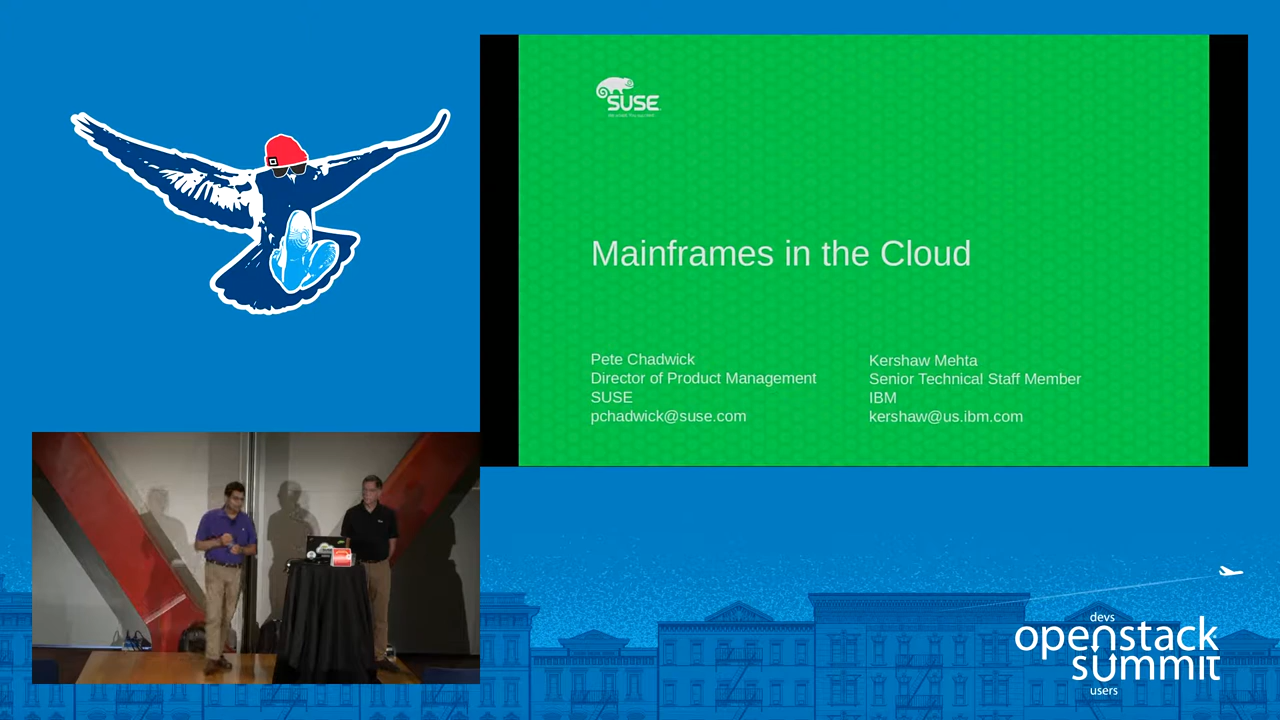 SUSE
Mainframes in the Cloud
Pete Chadwick
Director of Product Management
SUSE
pchadwick@suse.com
Kershaw Mehta
Senior Technical Staff Member
IBM
kershaw@us.ibm.com
devs
openstack
summit
users